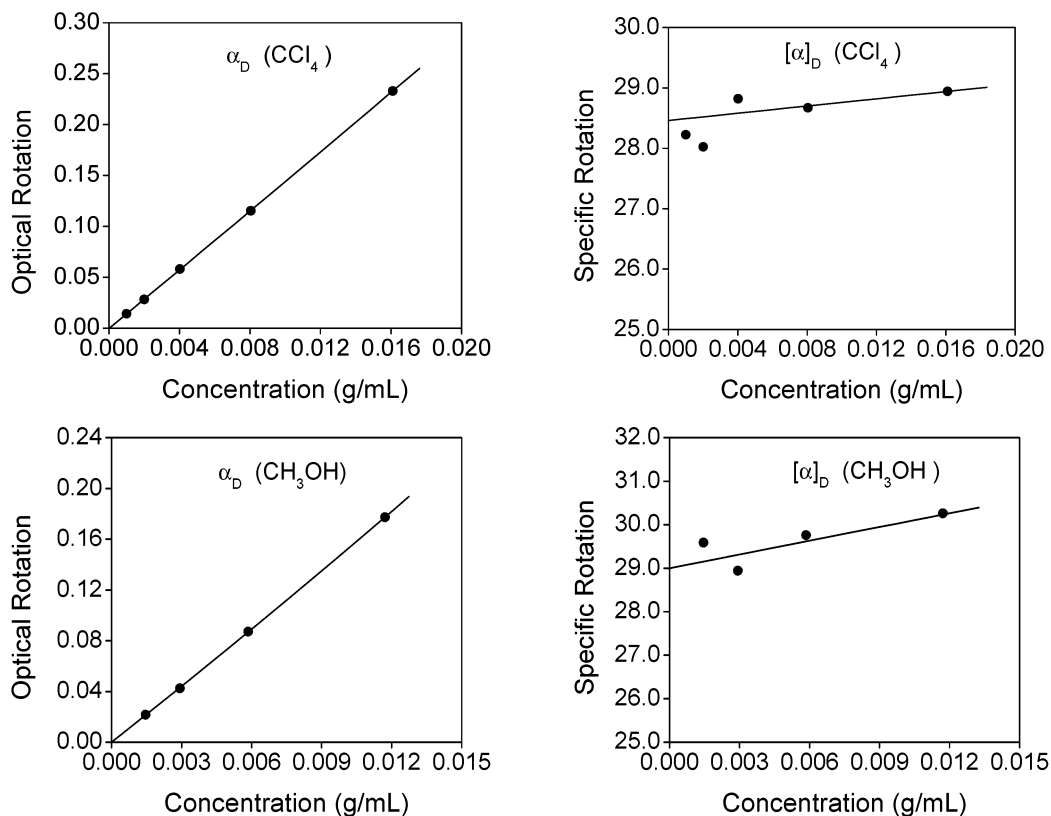 α_D (CCl₄)
0.30
0.25
0.20
0.15
0.10
0.05
0.00
Optical Rotation
0.000 0.004 0.008 0.012 0.016 0.020
Concentration (g/mL)
[α]_D (CCl₄)
30.0
29.0
28.0
27.0
26.0
25.0
Specific Rotation
0.000 0.004 0.008 0.012 0.016 0.020
Concentration (g/mL)
α_D (CH₃OH)
0.24
0.20
0.16
0.12
0.08
0.04
0.00
Optical Rotation
0.000 0.003 0.006 0.009 0.012 0.015
Concentration (g/mL)
[α]_D (CH₃OH )
32.0
31.0
30.0
29.0
28.0
27.0
26.0
25.0
Specific Rotation
0.000 0.003 0.006 0.009 0.012 0.015
Concentration (g/mL)